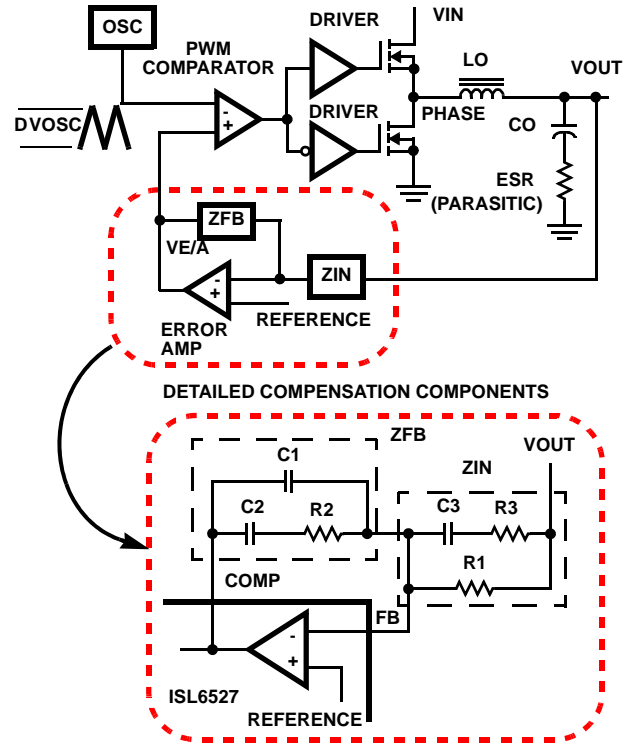 OSC
PWM
COMPARATOR
DRIVER
VIN
LO
VOUT
DVOSC
-
+
DRIVER
PHASE
CO
ESR
(PARASITIC)
ZFB
VE/A
ZIN
-
+
REFERENCE
ERROR
AMP
DETAILED COMPENSATION COMPONENTS
ZFB
VOUT
C1
ZIN
C2
R2
C3
R3
R1
COMP
FB
-
+
ISL6527
REFERENCE